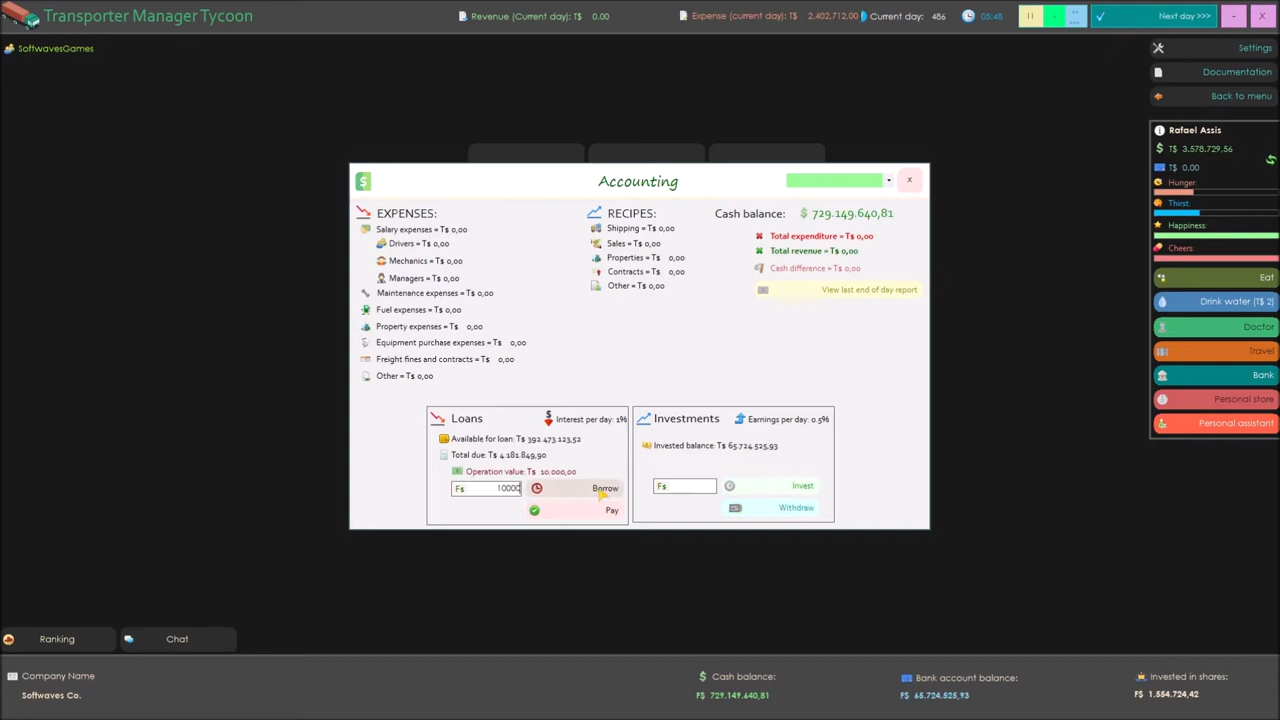 Transporter Manager Tycoon
Revenue (Current day): T$ 0.00
Expense (current day): T$ 2.402.712,00
Current day: 486
05:48
Next day >>>
-
X
SoftwavesGames
Settings
Documentation
Back to menu
Rafael Assis
T$ 3.578.729,56
T$ 0,00
Hunger:
Thirst:
Happiness:
Cheers:
Eat
Drink water (T$ 2)
Doctor
Travel
Bank
Personal store
Personal assistant
Accounting
x
EXPENSES:
Salary expenses = T$ 0,00
Drivers = T$ 0,00
Mechanics = T$ 0,00
Managers = T$ 0,00
Maintenance expenses = T$ 0,00
Fuel expenses = T$ 0,00
Property expenses = T$ 0,00
Equipment purchase expenses = T$ 0,00
Freight fines and contracts = T$ 0,00
Other = T$ 0,00
RECIPES:
Shipping = T$ 0,00
Sales = T$ 0,00
Properties = T$ 0,00
Contracts = T$ 0,00
Other = T$ 0,00
Cash balance: $ 729.149.640,81
Total expenditure = T$ 0,00
Total revenue = T$ 0,00
Cash difference = T$ 0,00
View last end of day report
Loans
Interest per day: 1%
Available for loan: T$ 392.473.123,52
Total due: T$ 4.181.849,90
Operation value: T$ 10.000,00
F$ 10000
Borrow
Pay
Investments
Earnings per day: 0.5%
Invested balance: T$ 65.724.525,93
F$
Invest
Withdraw
Ranking
Chat
Company Name
Softwaves Co.
Cash balance:
F$ 729.149.640,81
Bank account balance:
F$ 65.724.525,93
Invested in shares:
F$ 1.554.724,42